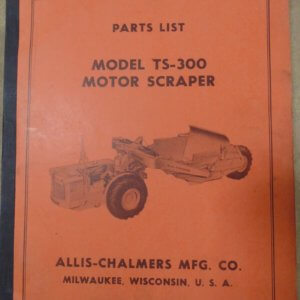 PARTS LIST
MODEL TS-300
MOTOR SCRAPER
ALLIS-CHALMERS MFG. CO.
MILWAUKEE, WISCONSIN, U. S. A.